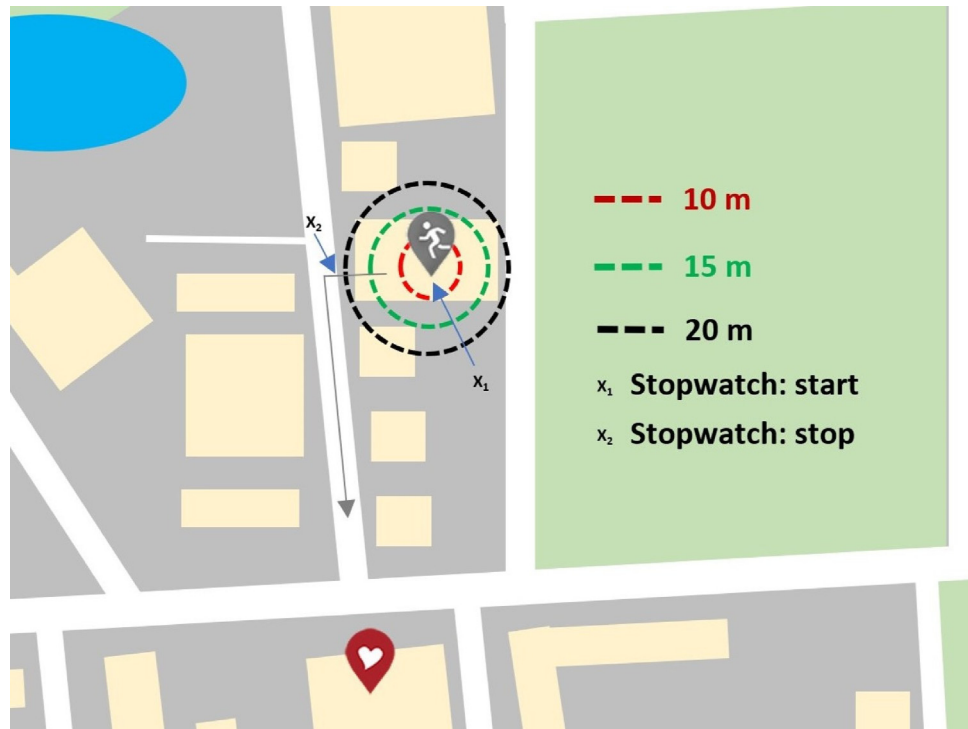 X₂
X₁
10 m
15 m
20 m
X₁ Stopwatch: start
X₂ Stopwatch: stop